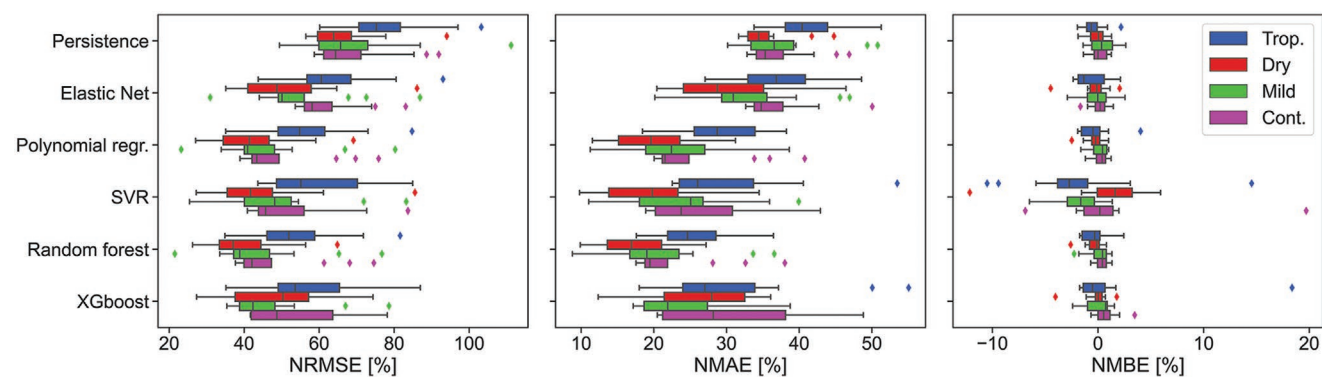 Persistence
Elastic Net
Polynomial regr.
SVR
Random forest
XGboost
20 40 60 80 100
NRMSE [%]
10 20 30 40 50
NMAE [%]
Trop.
Dry
Mild
Cont.
−10 0 10 20
NMBE [%]